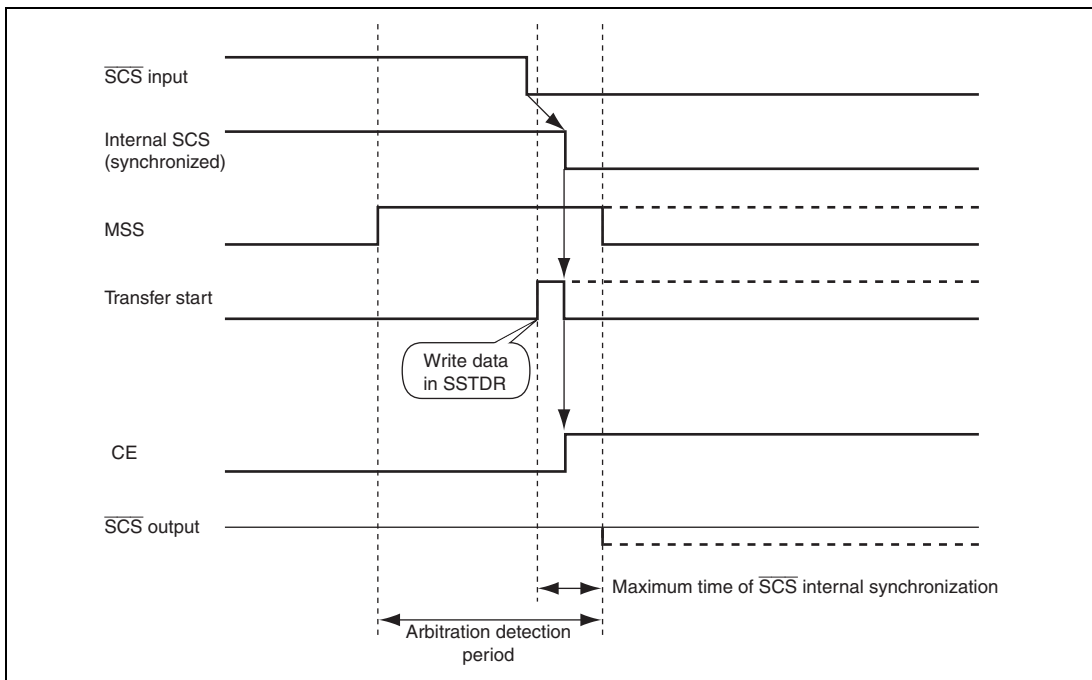 SCS input
Internal SCS
(synchronized)
MSS
Transfer start
Write data
in SSTDR
CE
SCS output
Maximum time of SCS internal synchronization
Arbitration detection
period